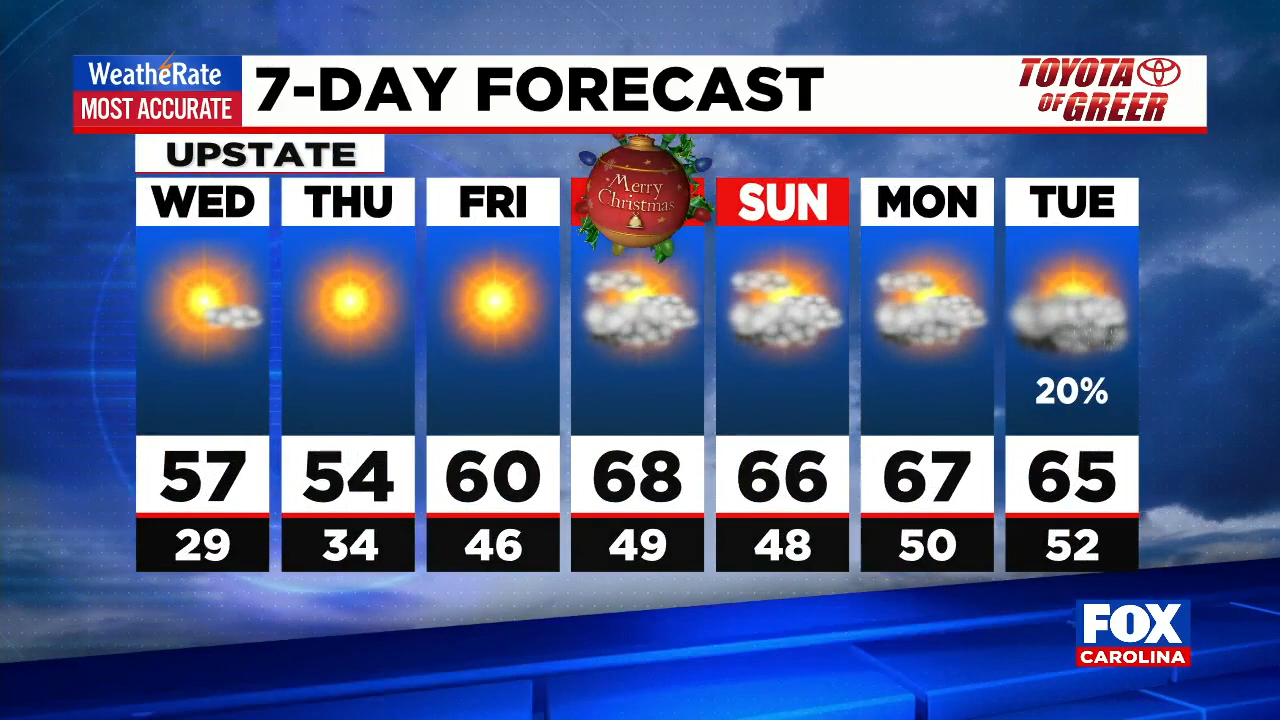 WeatheRate
MOST ACCURATE
7-DAY FORECAST
TOYOTA
OF GREER
UPSTATE
WED THU FRI Merry Christmas SUN MON TUE
20%
57 54 60 68 66 67 65
29 34 46 49 48 50 52
FOX
CAROLINA